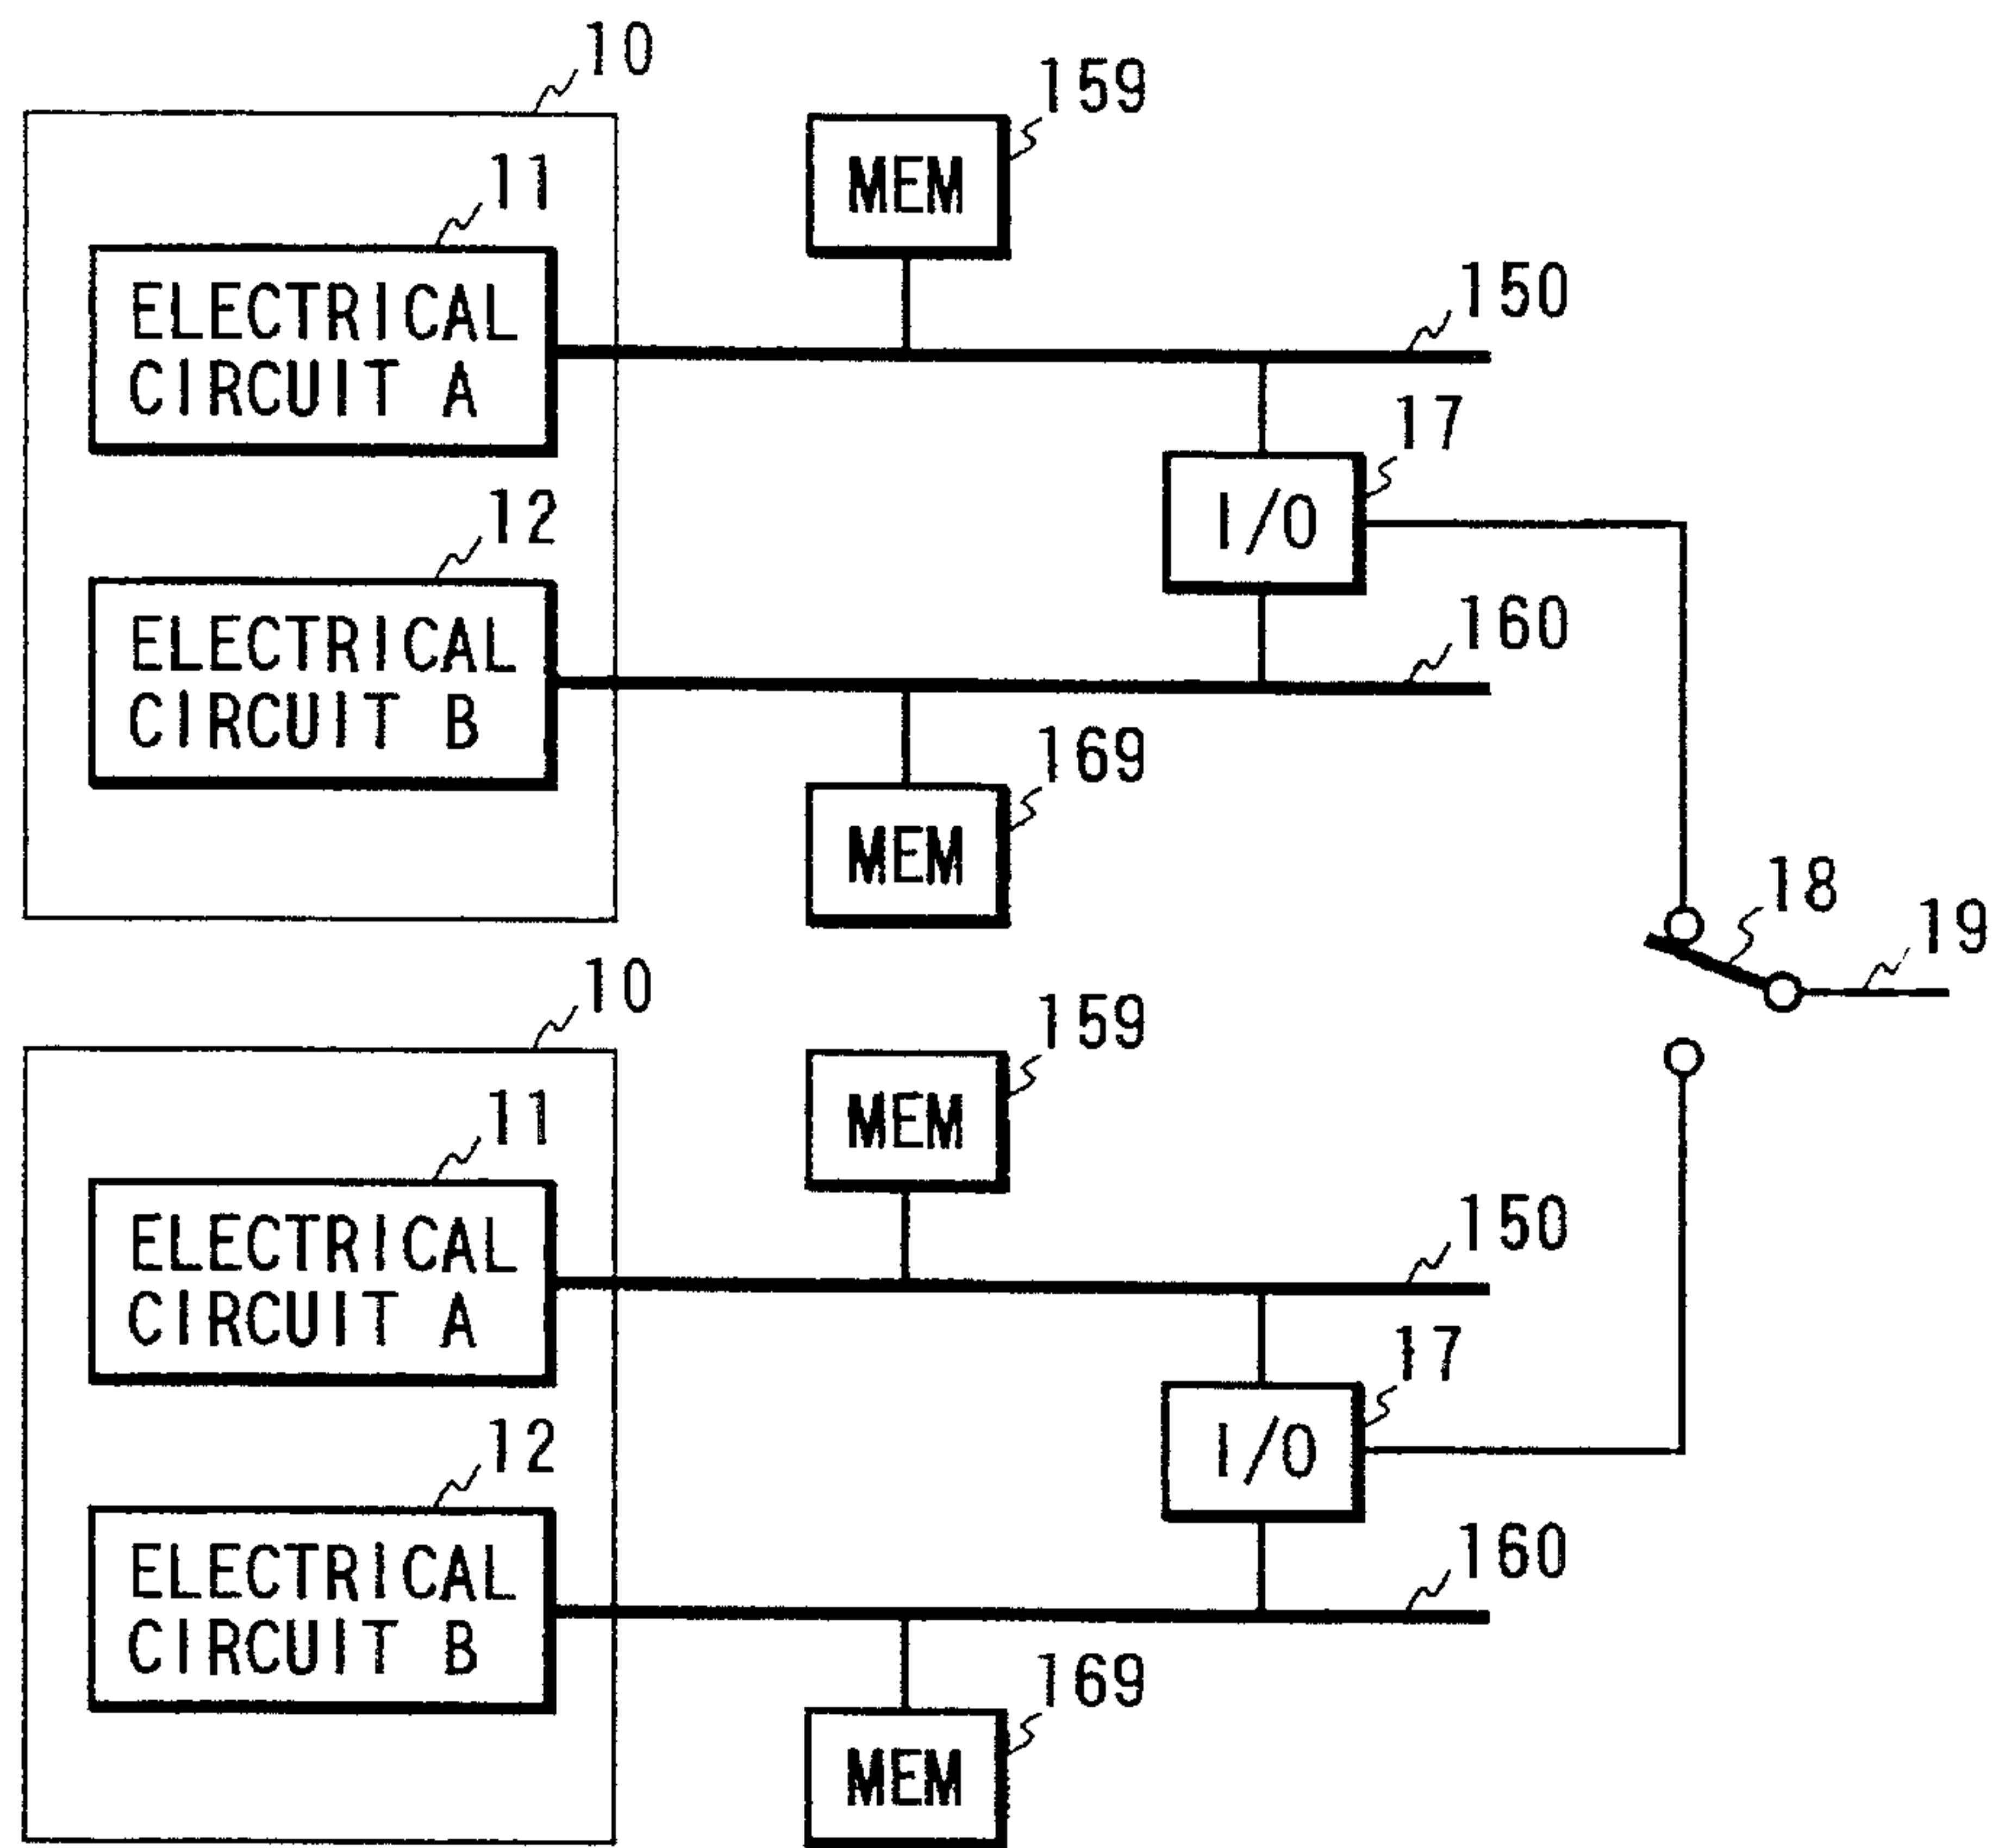 10
159
MEM
11
ELECTRICAL
CIRCUIT A
150
17
I/O
12
ELECTRICAL
CIRCUIT B
160
169
MEM
18
19
10
159
MEM
11
ELECTRICAL
CIRCUIT A
150
17
I/O
12
ELECTRICAL
CIRCUIT B
160
169
MEM